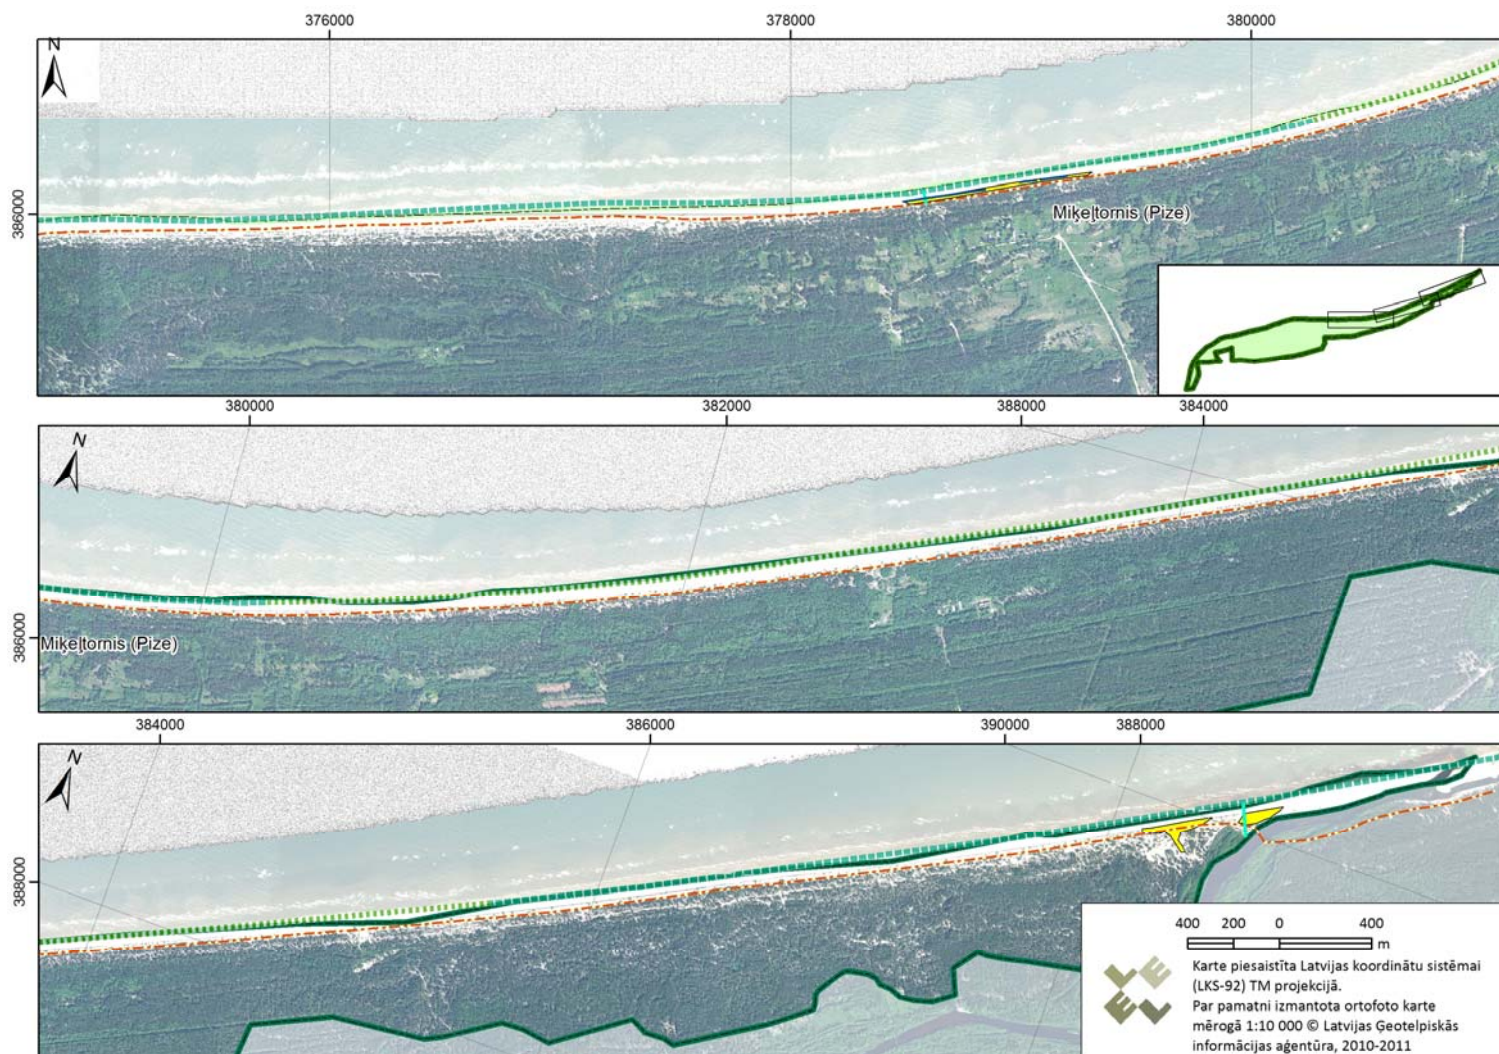 376000 378000 380000
N
386000
Miķeļtornis (Pize)
380000 382000 388000 384000
N
386000
Miķeļtornis (Pize)
384000 386000 390000 388000
N
388000
400 200 0 400
m
Karte piesaistīta Latvijas koordinātu sistēmai
(LKS-92) TM projekcijā.
Par pamatni izmantota ortofoto karte
mērogā 1:10 000 © Latvijas Ģeotelpiskās
informācijas aģentūra, 2010-2011